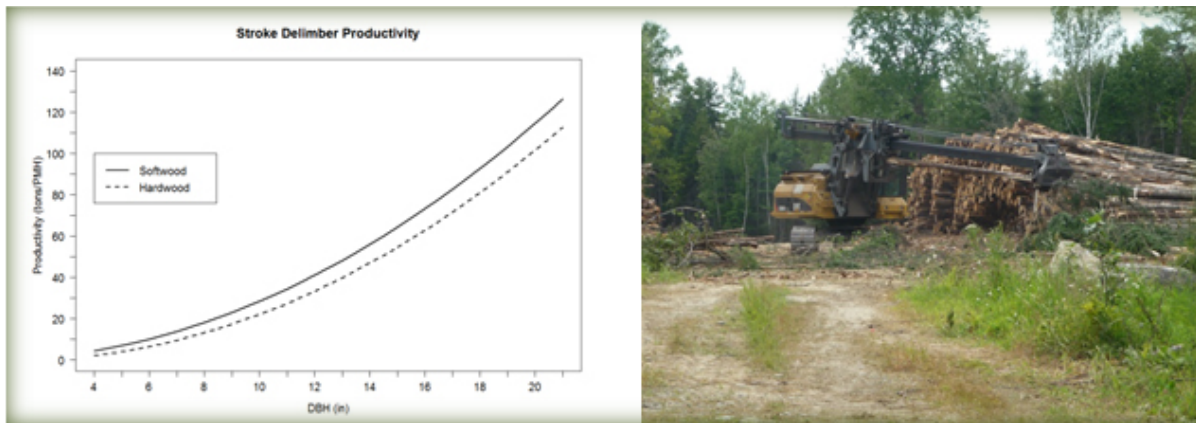 Stroke Delimber Productivity
140
120
100
80
60
40
20
0
Productivity (tons/PMH)
Softwood
Hardwood
4 6 8 10 12 14 16 18 20
DBH (in)